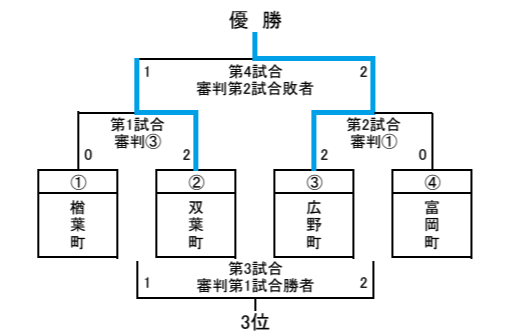 優 勝
1 第4試合 2
審判第2試合敗者
第1試合 第2試合
審判③ 審判①
0 2 2 0
① ② ③ ④
楢葉町 双葉町 広野町 富岡町
第3試合
1 審判第1試合勝者 2
3位